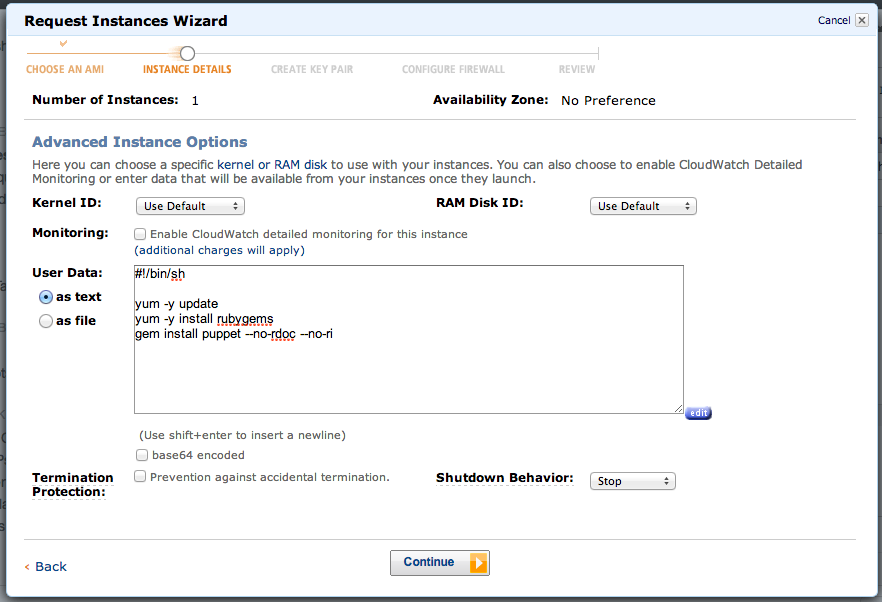 Request Instances Wizard
Cancel
CHOOSE AN AMI INSTANCE DETAILS CREATE KEY PAIR CONFIGURE FIREWALL REVIEW
Number of Instances: 1 Availability Zone: No Preference
Advanced Instance Options
Here you can choose a specific kernel or RAM disk to use with your instances. You can also choose to enable CloudWatch Detailed
Monitoring or enter data that will be available from your instances once they launch.
Kernel ID: Use Default RAM Disk ID: Use Default
Monitoring: Enable CloudWatch detailed monitoring for this instance
(additional charges will apply)
User Data: #!/bin/sh
as text
yum -y update
as file yum -y install rubygems
gem install puppet --no-rdoc --no-ri
edit
(Use shift+enter to insert a newline)
base64 encoded
Termination Prevention against accidental termination. Shutdown Behavior: Stop
Protection:
< Back Continue